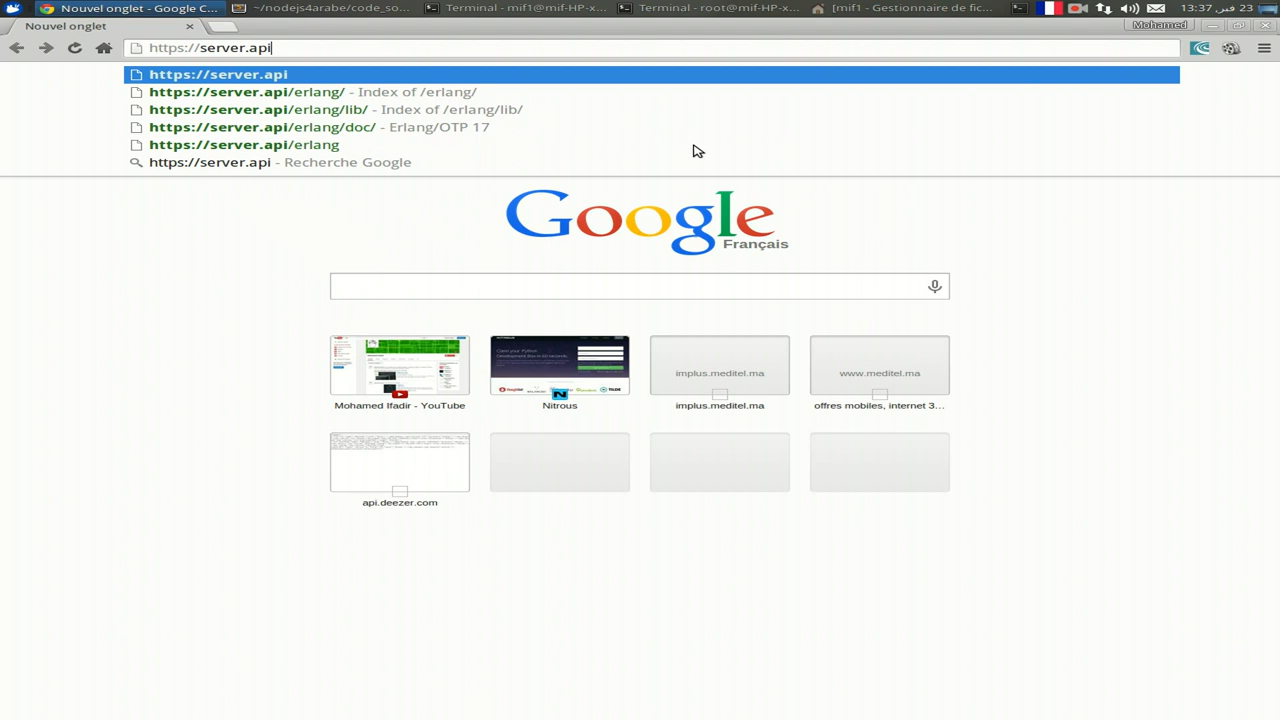 Nouvel onglet - Google C...
~/nodejs4arabe/code_so...
Terminal - mif1@mif-HP-x...
Terminal - root@mif-HP-x...
[mif1 - Gestionnaire de fic...
13:37 ,فبر 23
Nouvel onglet
Mohamed
https://server.api
https://server.api
https://server.api/erlang/ - Index of /erlang/
https://server.api/erlang/lib/ - Index of /erlang/lib/
https://server.api/erlang/doc/ - Erlang/OTP 17
https://server.api/erlang
https://server.api - Recherche Google
Google
Français
implus.meditel.ma
www.meditel.ma
Mohamed Ifadir - YouTube
Nitrous
implus.meditel.ma
offres mobiles, internet 3...
api.deezer.com